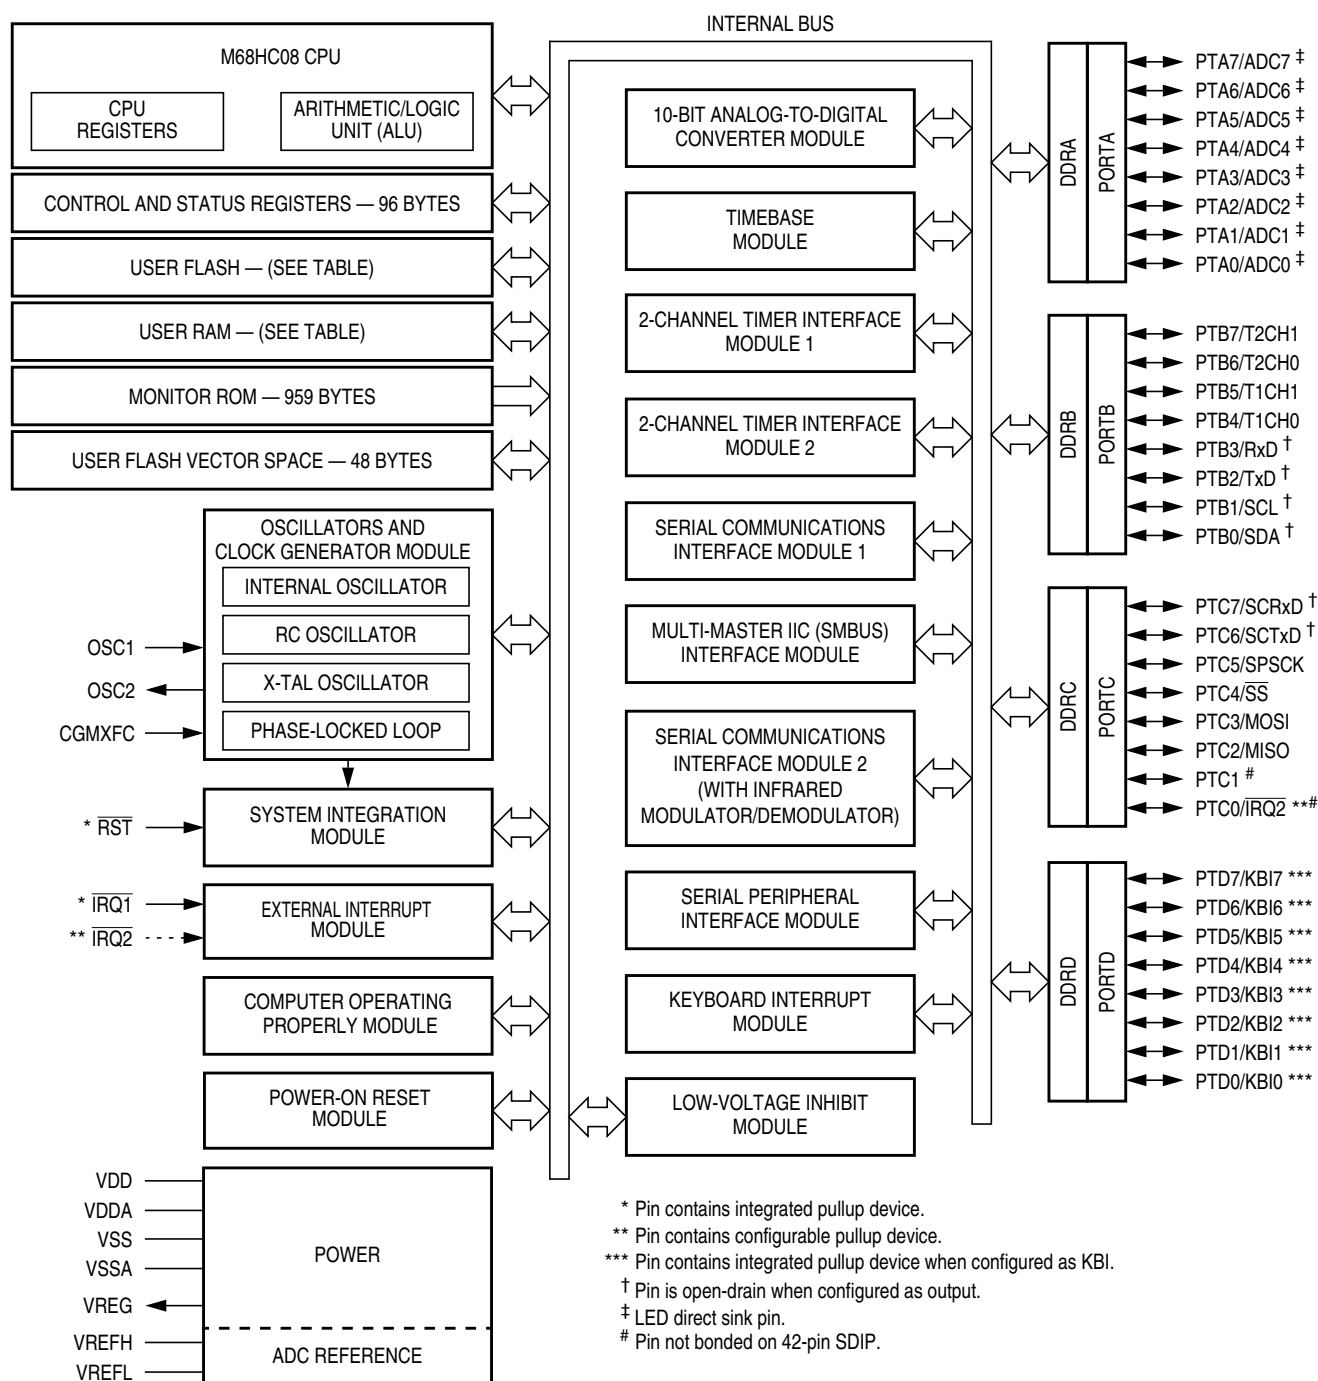 INTERNAL BUS
M68HC08 CPU
CPU
REGISTERS
ARITHMETIC/LOGIC
UNIT (ALU)
CONTROL AND STATUS REGISTERS — 96 BYTES
USER FLASH — (SEE TABLE)
USER RAM — (SEE TABLE)
MONITOR ROM — 959 BYTES
USER FLASH VECTOR SPACE — 48 BYTES
OSCILLATORS AND
CLOCK GENERATOR MODULE
INTERNAL OSCILLATOR
RC OSCILLATOR
X-TAL OSCILLATOR
PHASE-LOCKED LOOP
OSC1
OSC2
CGMXFC
SYSTEM INTEGRATION
MODULE
* RST
EXTERNAL INTERRUPT
MODULE
* IRQ1
** IRQ2
COMPUTER OPERATING
PROPERLY MODULE
POWER-ON RESET
MODULE
VDD
VDDA
VSS
VSSA
VREG
VREFH
VREFL
POWER
ADC REFERENCE
10-BIT ANALOG-TO-DIGITAL
CONVERTER MODULE
TIMEBASE
MODULE
2-CHANNEL TIMER INTERFACE
MODULE 1
2-CHANNEL TIMER INTERFACE
MODULE 2
SERIAL COMMUNICATIONS
INTERFACE MODULE 1
MULTI-MASTER IIC (SMBUS)
INTERFACE MODULE
SERIAL COMMUNICATIONS
INTERFACE MODULE 2
(WITH INFRARED
MODULATOR/DEMODULATOR)
SERIAL PERIPHERAL
INTERFACE MODULE
KEYBOARD INTERRUPT
MODULE
LOW-VOLTAGE INHIBIT
MODULE
DDRA
PORTA
PTA7/ADC7 ‡
PTA6/ADC6 ‡
PTA5/ADC5 ‡
PTA4/ADC4 ‡
PTA3/ADC3 ‡
PTA2/ADC2 ‡
PTA1/ADC1 ‡
PTA0/ADC0 ‡
DDRB
PORTB
PTB7/T2CH1
PTB6/T2CH0
PTB5/T1CH1
PTB4/T1CH0
PTB3/RxD †
PTB2/TxD †
PTB1/SCL †
PTB0/SDA †
DDRC
PORTC
PTC7/SCRxD †
PTC6/SCTxD †
PTC5/SPSCK
PTC4/SS
PTC3/MOSI
PTC2/MISO
PTC1 #
PTC0/IRQ2 **#
DDRD
PORTD
PTD7/KBI7 ***
PTD6/KBI6 ***
PTD5/KBI5 ***
PTD4/KBI4 ***
PTD3/KBI3 ***
PTD2/KBI2 ***
PTD1/KBI1 ***
PTD0/KBI0 ***
* Pin contains integrated pullup device.
** Pin contains configurable pullup device.
*** Pin contains integrated pullup device when configured as KBI.
† Pin is open-drain when configured as output.
‡ LED direct sink pin.
# Pin not bonded on 42-pin SDIP.